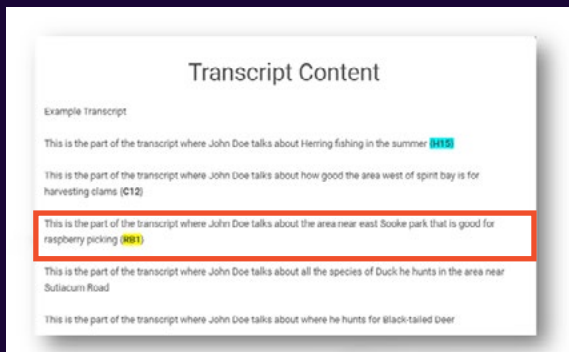 Transcript Content
Example Transcript
This is the part of the transcript where John Doe talks about Herring fishing in the summer (H15)
This is the part of the transcript where John Doe talks about how good the area west of spirit bay is for
harvesting clams (C12)
This is the part of the transcript where John Doe talks about the area near east Sooke park that is good for
raspberry picking (RB1)
This is the part of the transcript where John Doe talks about all the species of Duck he hunts in the area near
Sutiacum Road
This is the part of the transcript where John Doe talks about where he hunts for Black-tailed Deer